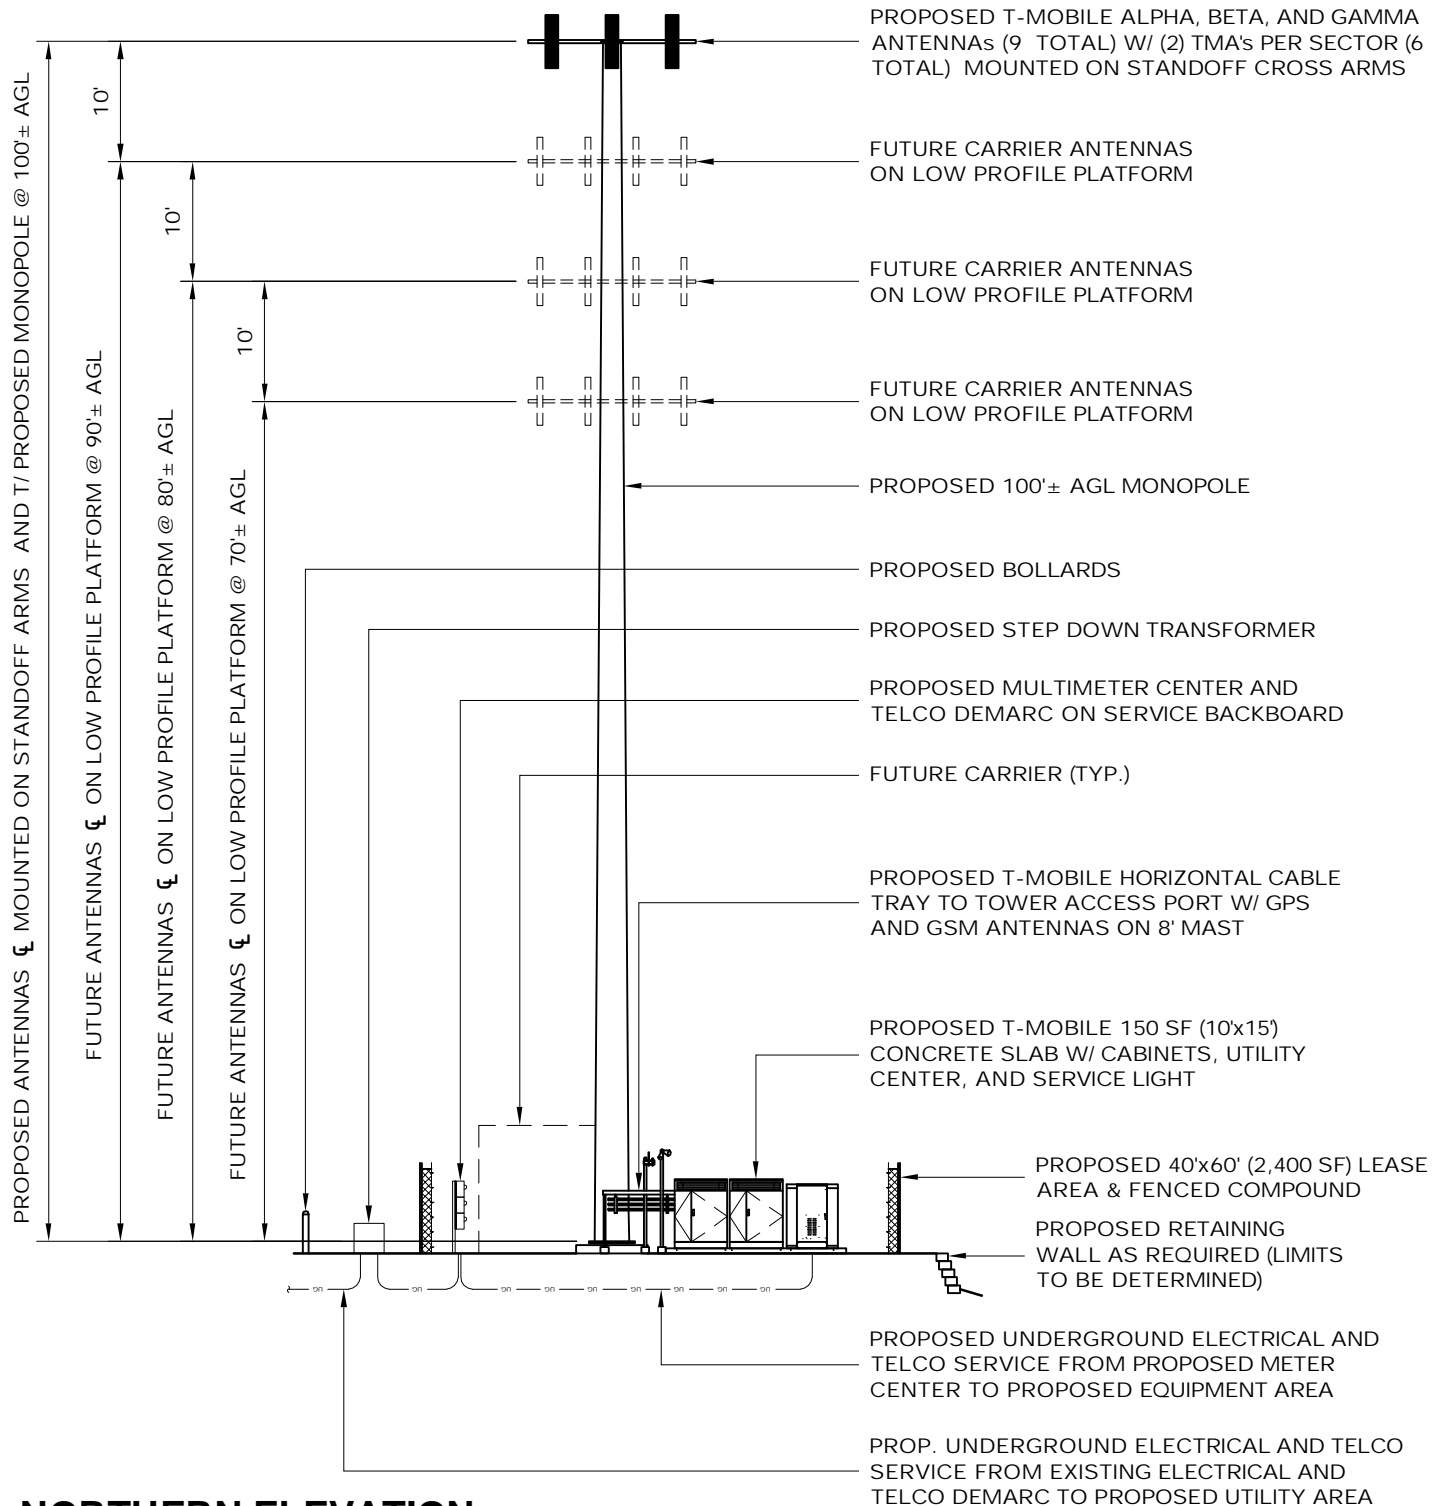 PROPOSED T-MOBILE ALPHA, BETA, AND GAMMA
ANTENNAs (9 TOTAL) W/ (2) TMA's PER SECTOR (6
TOTAL) MOUNTED ON STANDOFF CROSS ARMS
FUTURE CARRIER ANTENNAS
ON LOW PROFILE PLATFORM
FUTURE CARRIER ANTENNAS
ON LOW PROFILE PLATFORM
FUTURE CARRIER ANTENNAS
ON LOW PROFILE PLATFORM
PROPOSED 100'± AGL MONOPOLE
PROPOSED BOLLARDS
PROPOSED STEP DOWN TRANSFORMER
PROPOSED MULTIMETER CENTER AND
TELCO DEMARC ON SERVICE BACKBOARD
FUTURE CARRIER (TYP.)
PROPOSED T-MOBILE HORIZONTAL CABLE
TRAY TO TOWER ACCESS PORT W/ GPS
AND GSM ANTENNAS ON 8' MAST
PROPOSED T-MOBILE 150 SF (10'x15')
CONCRETE SLAB W/ CABINETS, UTILITY
CENTER, AND SERVICE LIGHT
PROPOSED 40'x60' (2,400 SF) LEASE
AREA & FENCED COMPOUND
PROPOSED RETAINING
WALL AS REQUIRED (LIMITS
TO BE DETERMINED)
PROPOSED UNDERGROUND ELECTRICAL AND
TELCO SERVICE FROM PROPOSED METER
CENTER TO PROPOSED EQUIPMENT AREA
PROP. UNDERGROUND ELECTRICAL AND TELCO
SERVICE FROM EXISTING ELECTRICAL AND
TELCO DEMARC TO PROPOSED UTILITY AREA
PROPOSED ANTENNAS ℄ MOUNTED ON STANDOFF ARMS AND T/ PROPOSED MONOPOLE @ 100'± AGL
FUTURE ANTENNAS ℄ ON LOW PROFILE PLATFORM @ 90'± AGL
FUTURE ANTENNAS ℄ ON LOW PROFILE PLATFORM @ 80'± AGL
FUTURE ANTENNAS ℄ ON LOW PROFILE PLATFORM @ 70'± AGL
10'
10'
10'
UG UG UG UG UG UG UG UG UG
NORTHERN ELEVATION